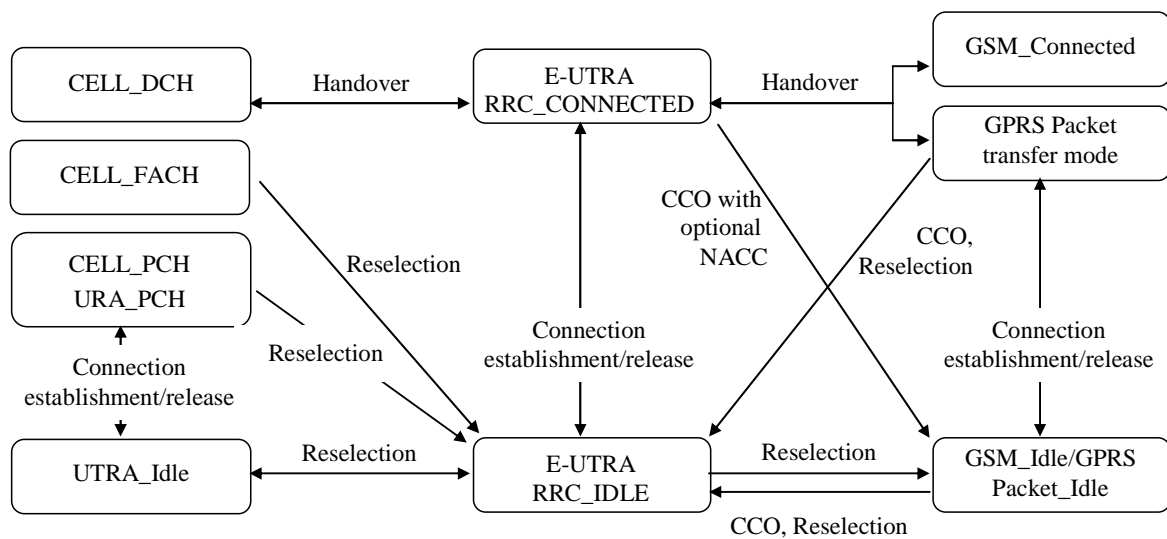 GSM_Connected
CELL_DCH
Handover
E-UTRA
RRC_CONNECTED
Handover
GPRS Packet
transfer mode
CELL_FACH
CCO with
optional
NACC
CCO,
Reselection
CELL_PCH
URA_PCH
Reselection
Reselection
Connection
establishment/release
Connection
establishment/release
Connection
establishment/release
UTRA_Idle
Reselection
E-UTRA
RRC_IDLE
Reselection
GSM_Idle/GPRS
Packet_Idle
CCO, Reselection